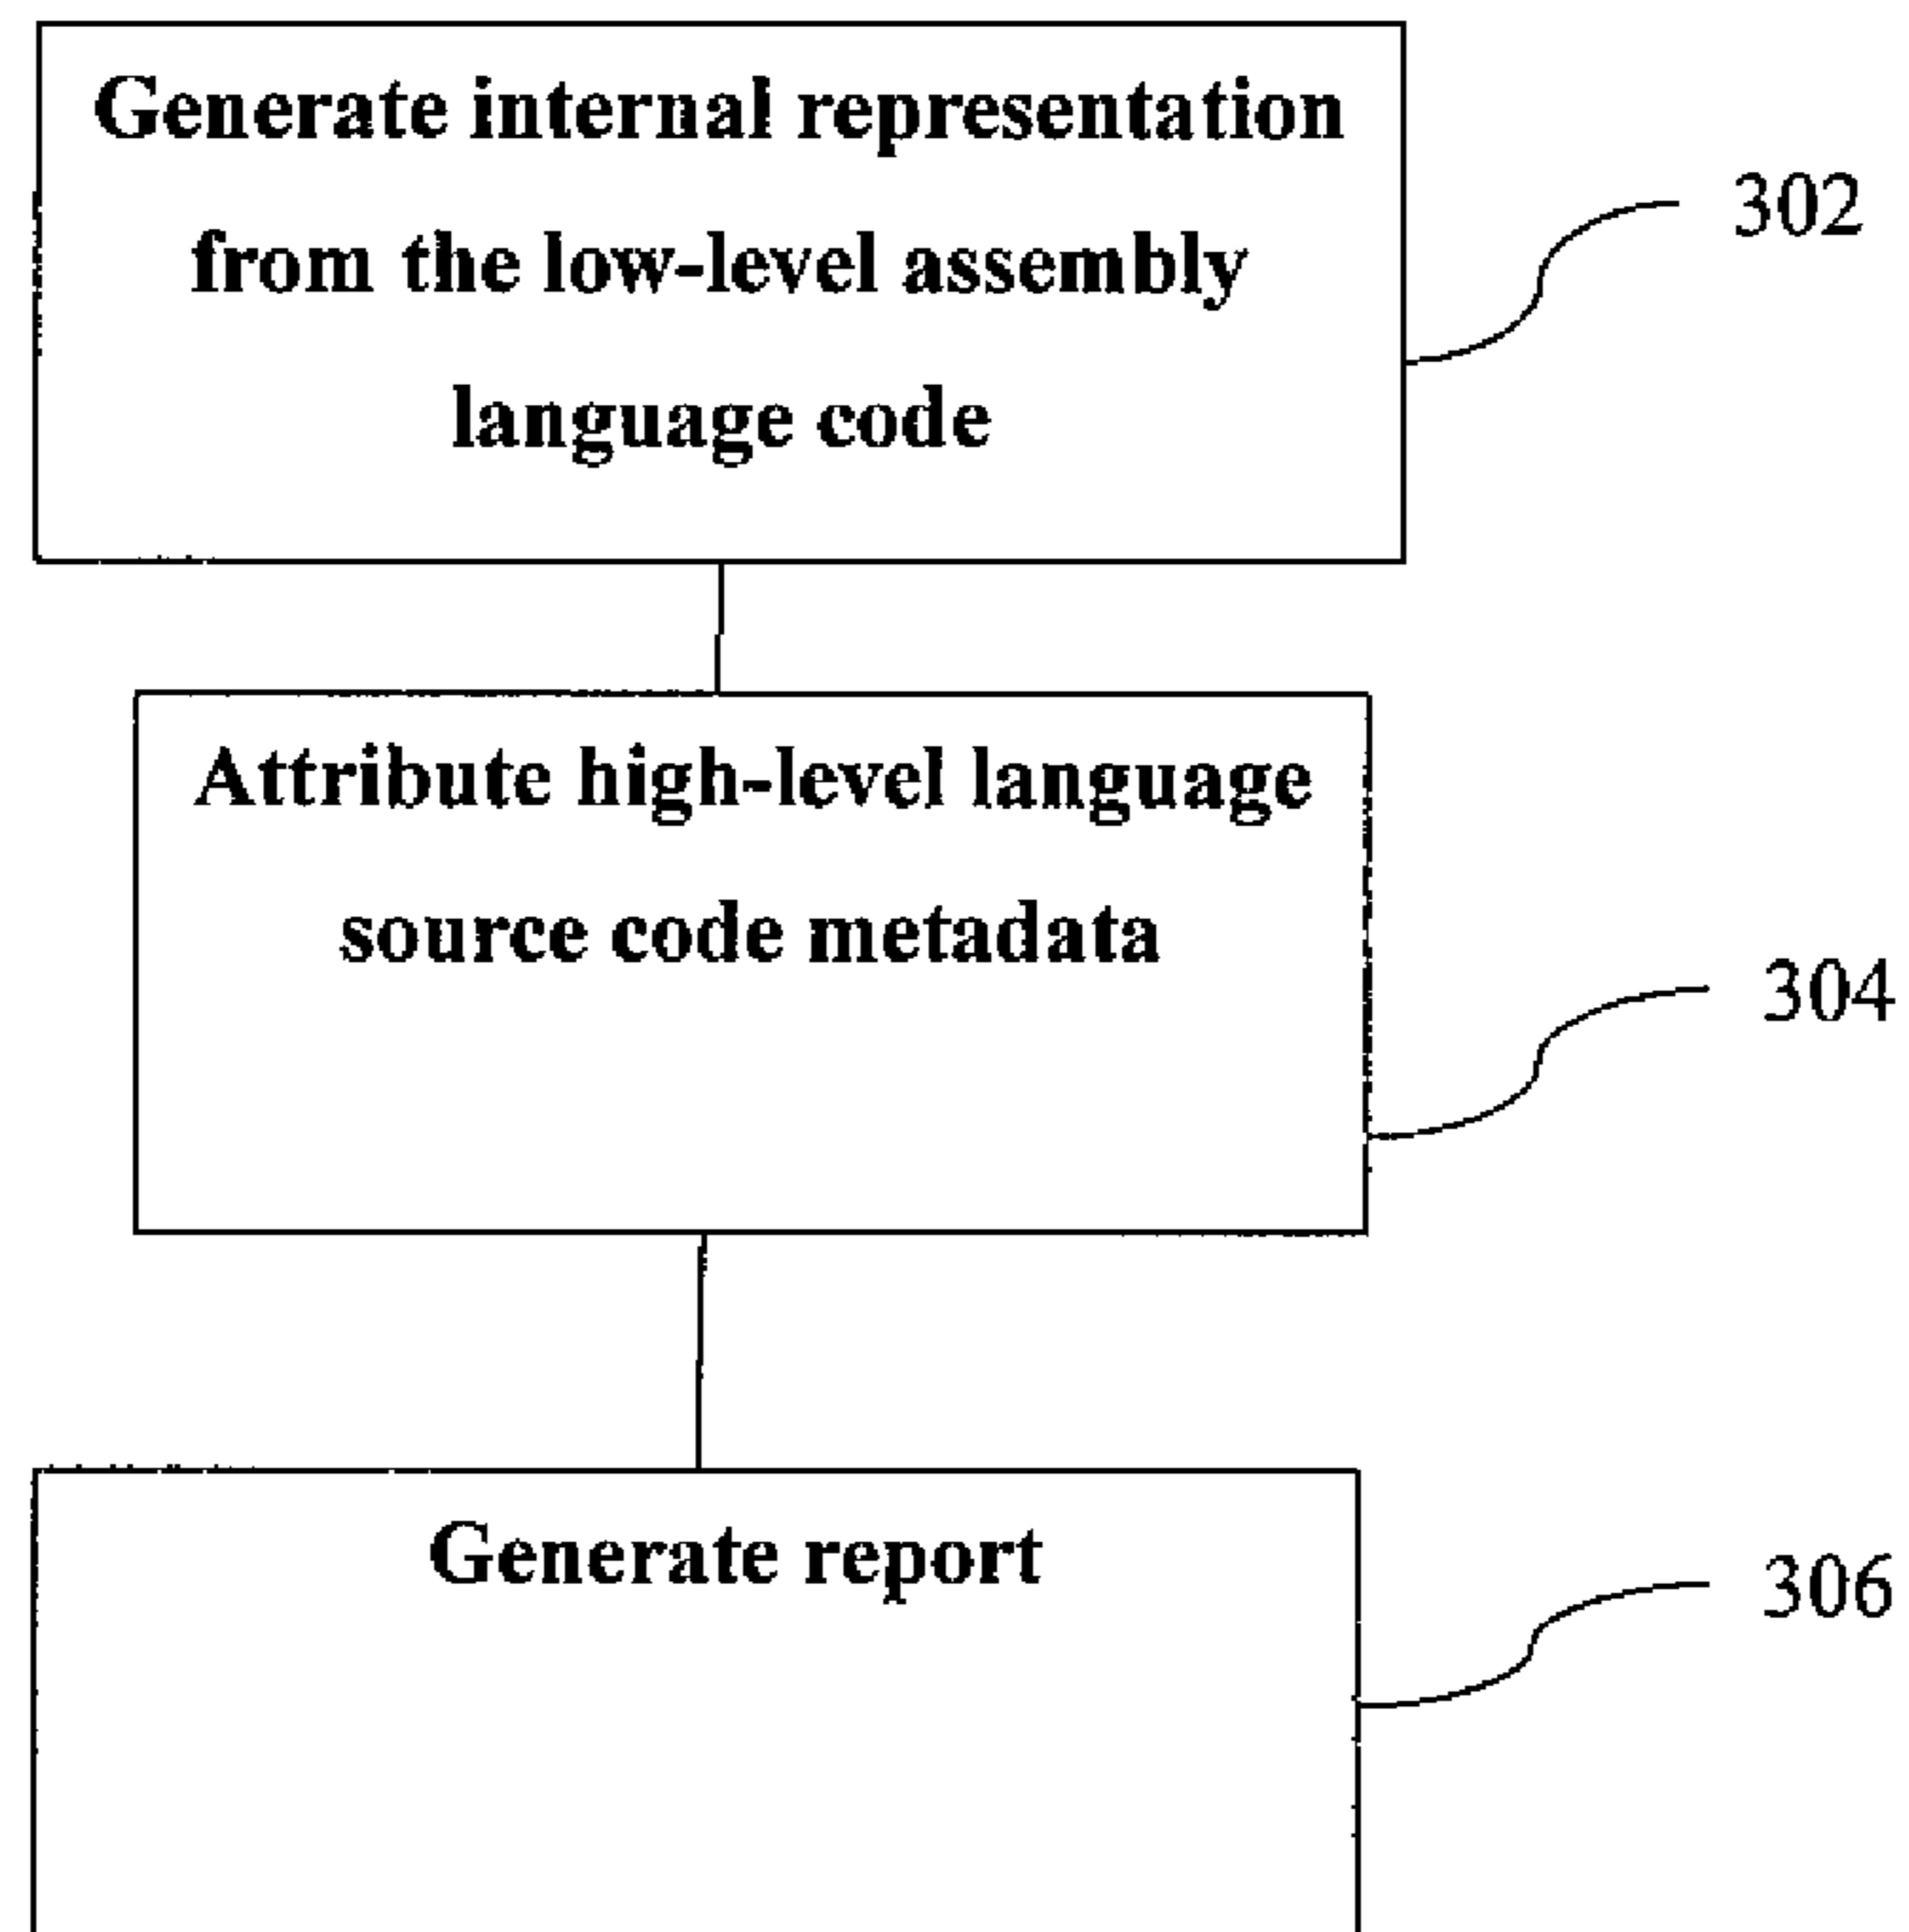 Generate internal representation
from the low-level assembly
language code
302
Attribute high-level language
source code metadata
304
Generate report
306